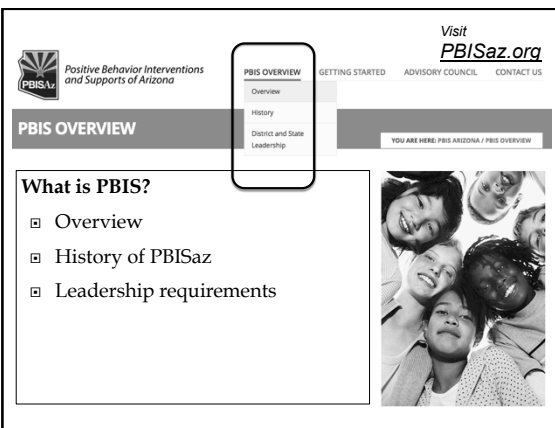 Visit
PBISaz.org
PBISAz
Positive Behavior Interventions
and Supports of Arizona
PBIS OVERVIEW GETTING STARTED ADVISORY COUNCIL CONTACT US
Overview
History
District and State
Leadership
PBIS OVERVIEW
YOU ARE HERE: PBIS ARIZONA / PBIS OVERVIEW
What is PBIS?
Overview
History of PBISaz
Leadership requirements